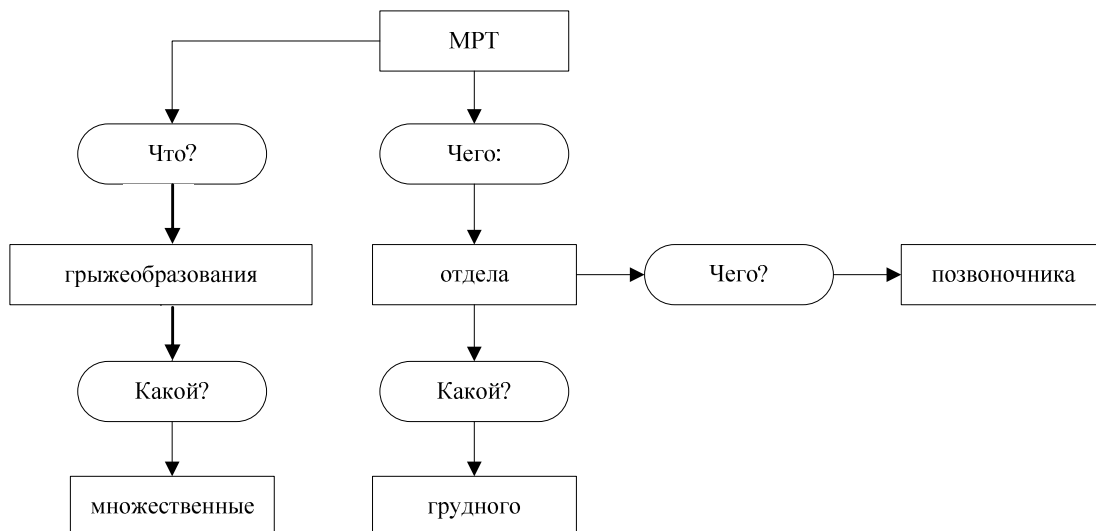 МРТ
Что?
Чего:
грыжеобразования
отдела
Чего?
позвоночника
Какой?
Какой?
множественные
грудного